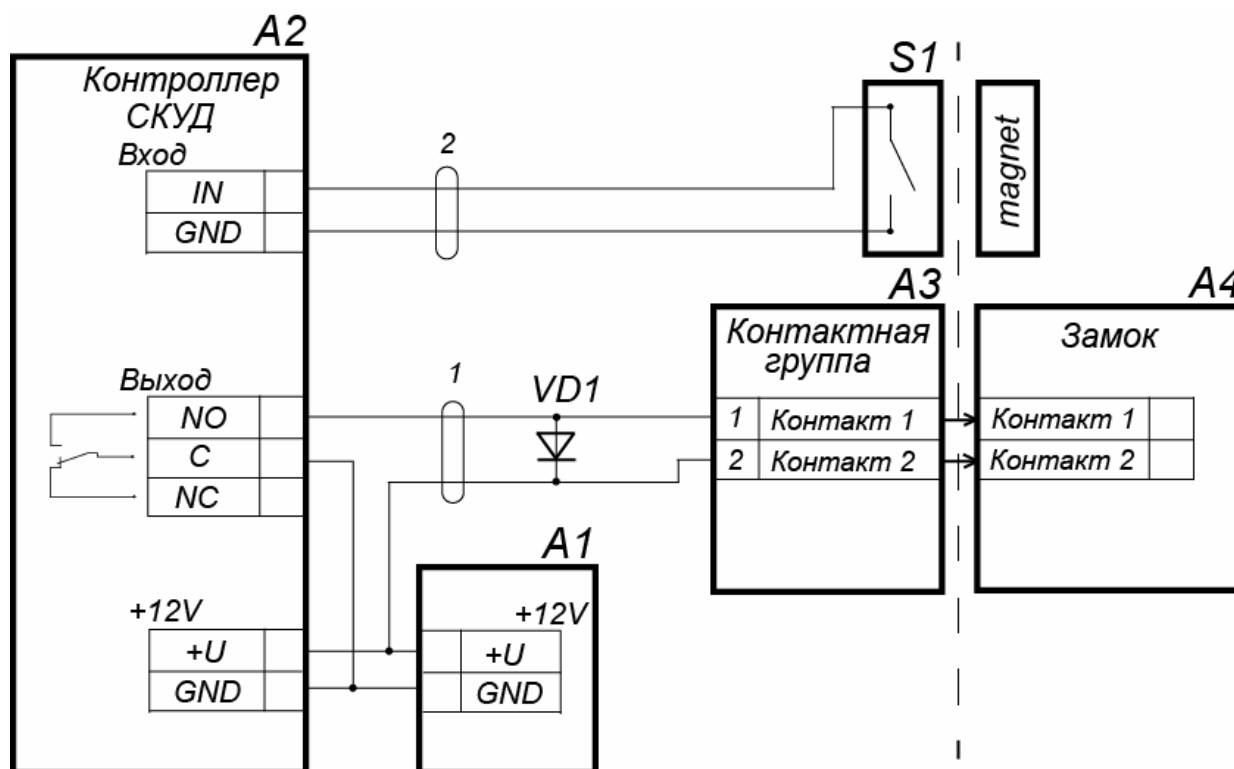 A2
Контроллер
СКУД
Вход
IN
GND
2
S1
magnet
A3
A4
Контактная
группа
Замок
Выход
NO
C
NC
1
VD1
1 Контакт 1
2 Контакт 2
Контакт 1
Контакт 2
A1
+12V
+U
GND
+12V
+U
GND